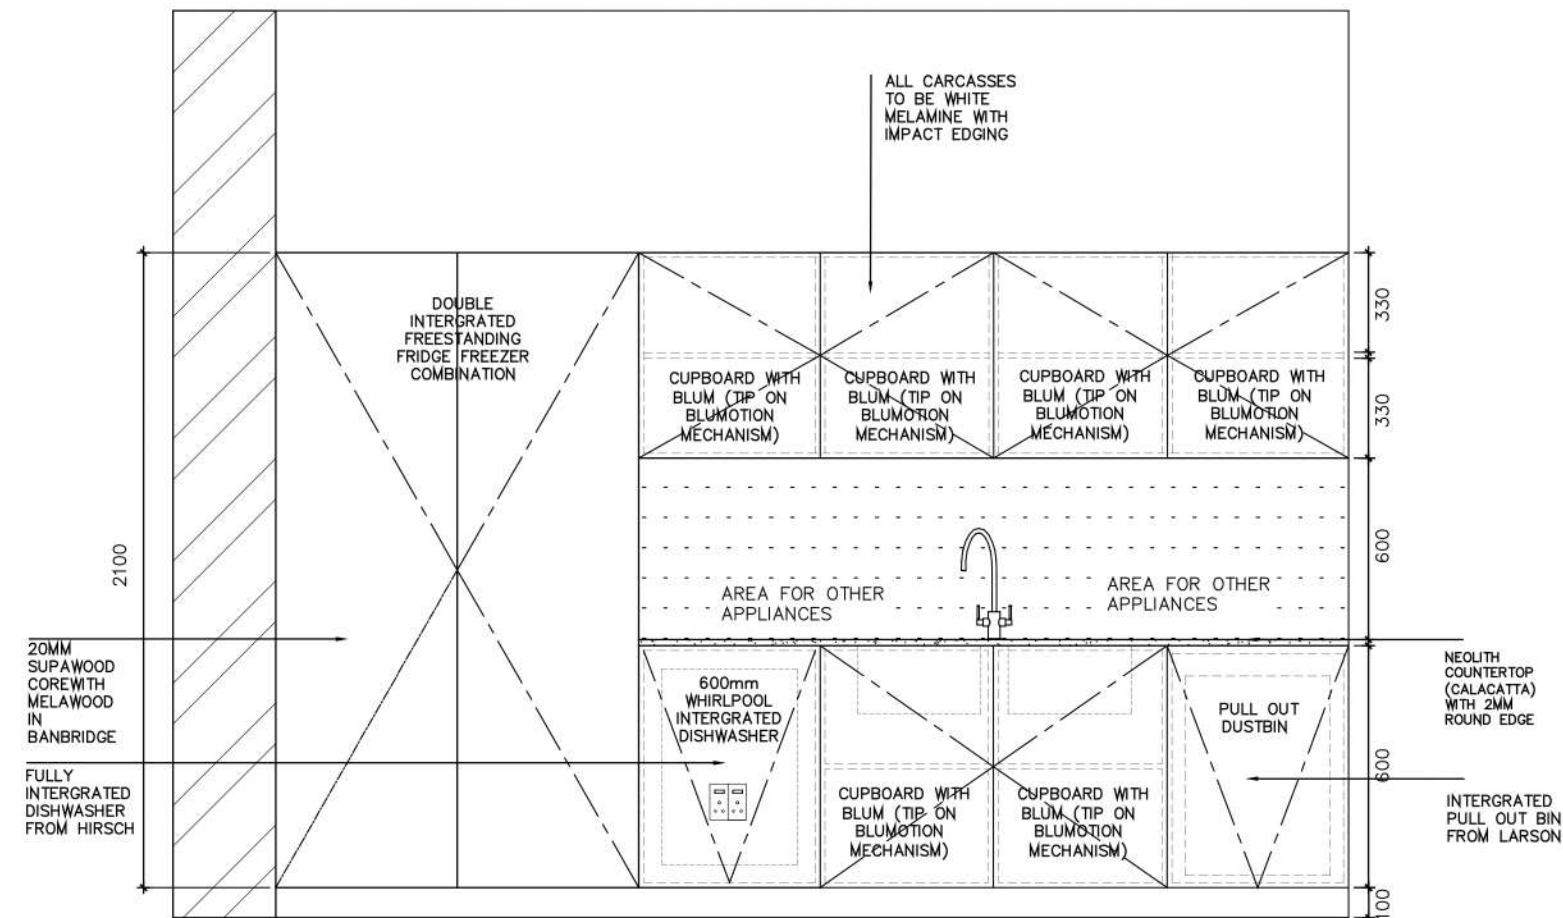 ALL CARCASSES
TO BE WHITE
MELAMINE WITH
IMPACT EDGING
DOUBLE
INTERGRATED
FREESTANDING
FRIDGE FREEZER
COMBINATION
330
CUPBOARD WITH
BLUM (TIP ON
BLUMOTION
MECHANISM)
CUPBOARD WITH
BLUM (TIP ON
BLUMOTION
MECHANISM)
CUPBOARD WITH
BLUM (TIP ON
BLUMOTION
MECHANISM)
CUPBOARD WITH
BLUM (TIP ON
BLUMOTION
MECHANISM)
330
2100
600
AREA FOR OTHER
APPLIANCES
AREA FOR OTHER
APPLIANCES
20MM
SUPAWOOD
COREWITH
MELAWOOD
IN
BANBRIDGE
600mm
WHIRLPOOL
INTERGRATED
DISHWASHER
PULL OUT
DUSTBIN
NEOLITH
COUNTERTOP
(CALACATTA)
WITH 2MM
ROUND EDGE
FULLY
INTERGRATED
DISHWASHER
FROM HIRSCH
CUPBOARD WITH
BLUM (TIP ON
BLUMOTION
MECHANISM)
CUPBOARD WITH
BLUM (TIP ON
BLUMOTION
MECHANISM)
600
INTERGRATED
PULL OUT BIN
FROM LARSON
100